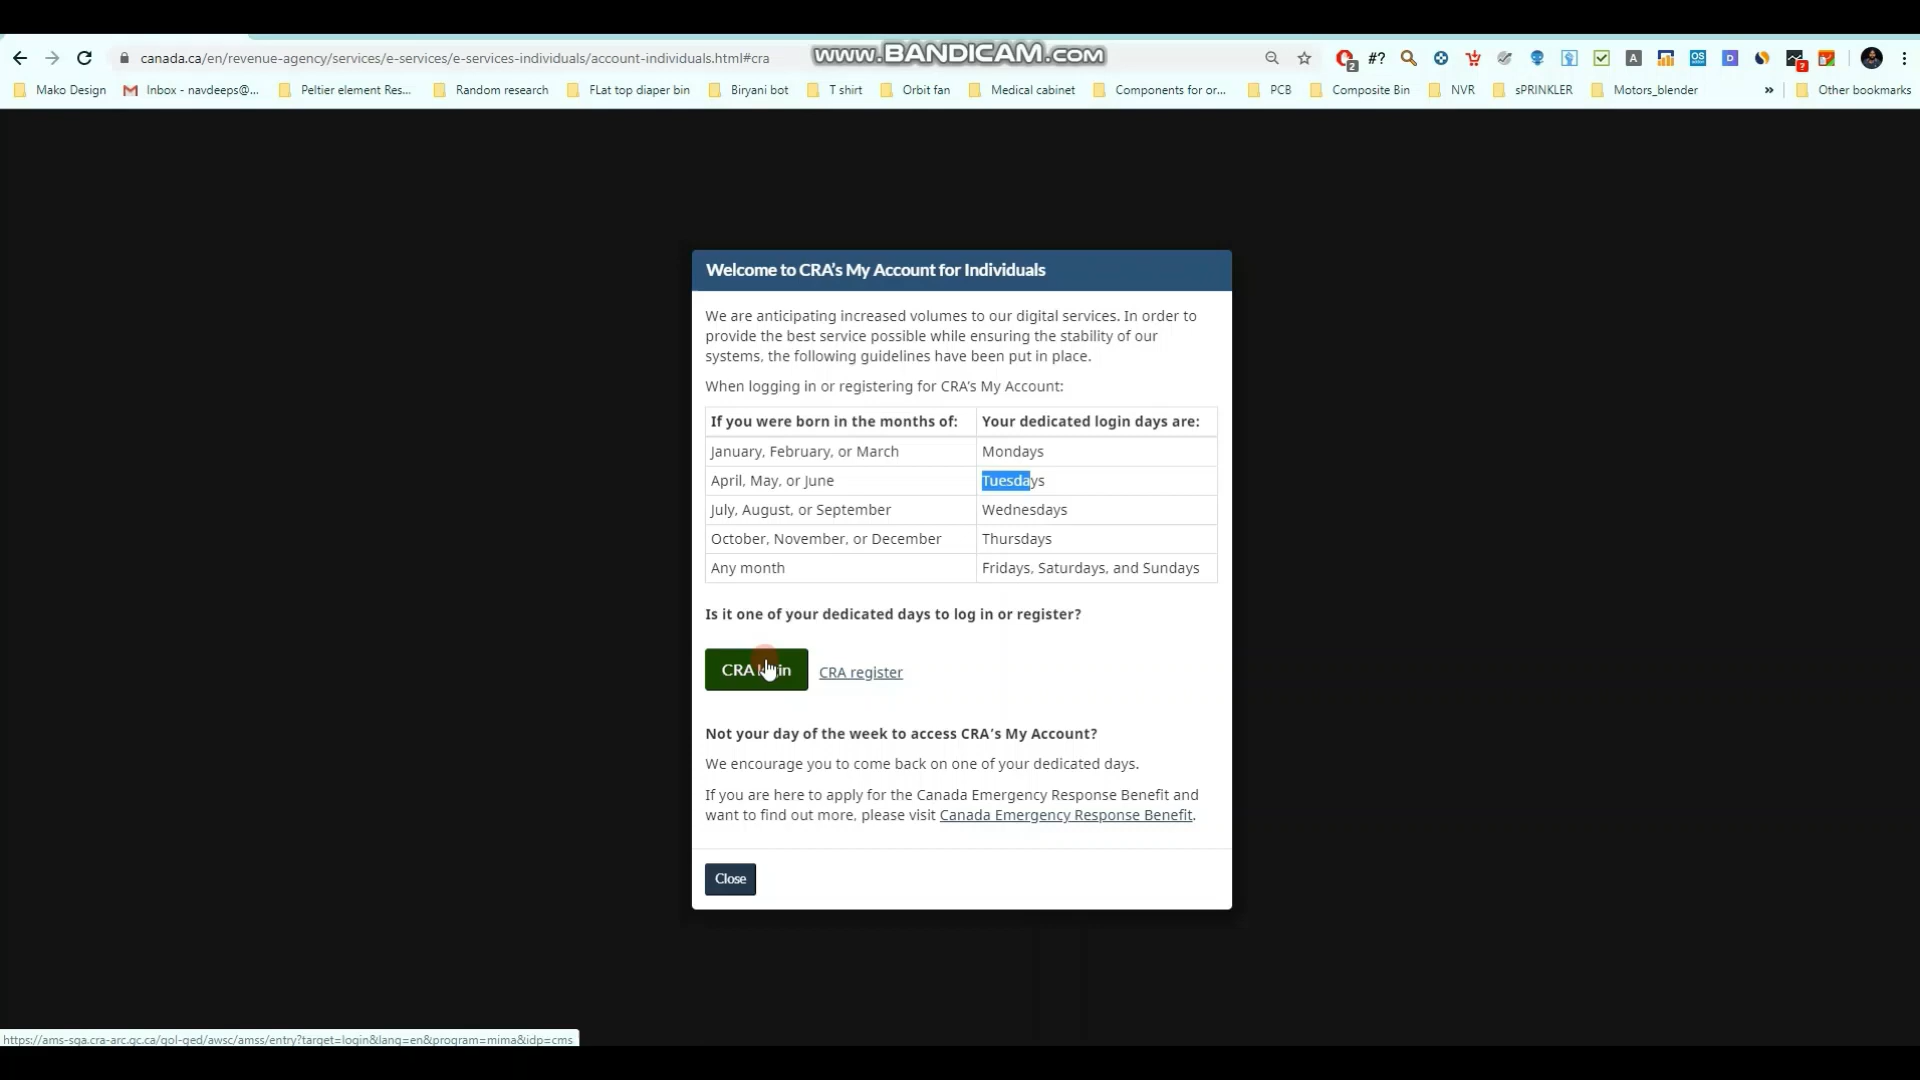 canada.ca/en/revenue-agency/services/e-services/e-services-individuals/account-individuals.html#cra
www.BANDICAM.com
Mako Design
Inbox - navdeeps@...
Peltier element Res...
Random research
FLat top diaper bin
Biryani bot
T shirt
Orbit fan
Medical cabinet
Components for or...
PCB
Composite Bin
NVR
sPRINKLER
Motors_blender
»
Other bookmarks
Welcome to CRA's My Account for Individuals
We are anticipating increased volumes to our digital services. In order to
provide the best service possible while ensuring the stability of our
systems, the following guidelines have been put in place.
When logging in or registering for CRA's My Account:
If you were born in the months of: Your dedicated login days are:
January, February, or March Mondays
April, May, or June Tuesdays
July, August, or September Wednesdays
October, November, or December Thursdays
Any month Fridays, Saturdays, and Sundays
Is it one of your dedicated days to log in or register?
CRA login CRA register
Not your day of the week to access CRA's My Account?
We encourage you to come back on one of your dedicated days.
If you are here to apply for the Canada Emergency Response Benefit and
want to find out more, please visit Canada Emergency Response Benefit.
Close
https://ams-sga.cra-arc.gc.ca/gol-ged/awsc/amss/entry?target=login&lang=en&program=mima&idp=cms